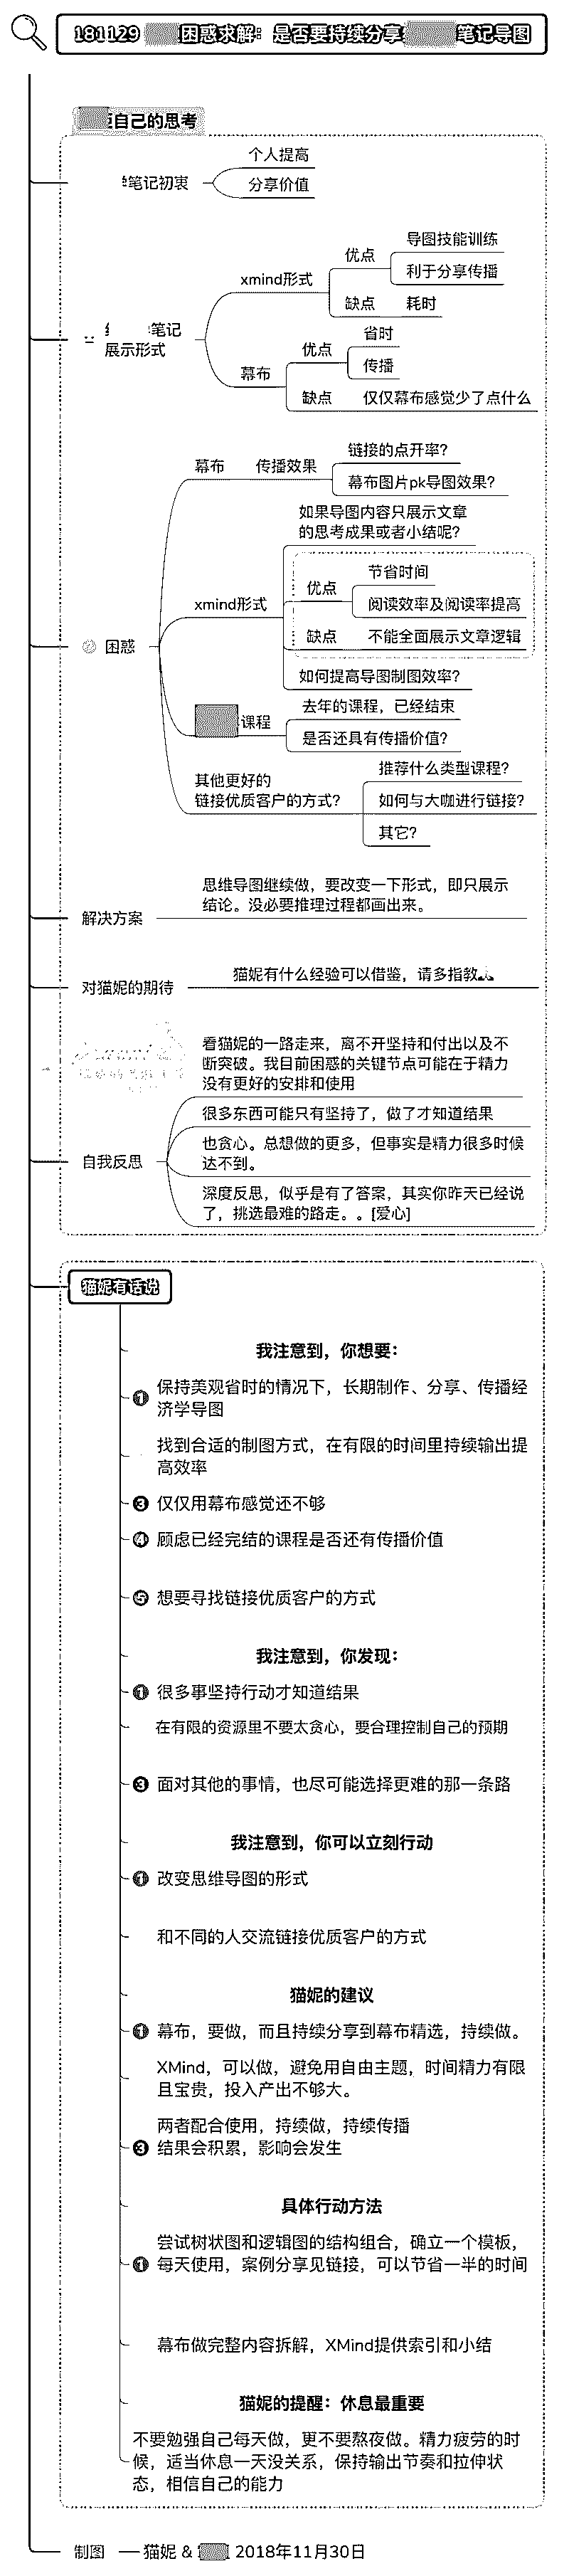 181129 困惑求解：是否要持续分享 笔记导图
自己的思考
笔记初衷
个人提高
分享价值
笔记
展示形式
xmind形式
优点
导图技能训练
利于分享传播
缺点
耗时
幕布
优点
省时
传播
缺点
仅仅幕布感觉少了点什么
困惑
幕布
传播效果
链接的点开率？
幕布图片pk导图效果？
xmind形式
如果导图内容只展示文章
的思考成果或者小结呢？
优点
节省时间
阅读效率及阅读率提高
缺点
不能全面展示文章逻辑
如何提高导图制图效率？
课程
去年的课程，已经结束
是否还具有传播价值？
其他更好的
链接优质客户的方式？
推荐什么类型课程？
如何与大咖进行链接？
其它？
解决方案
思维导图继续做，要改变一下形式，即只展示
结论。没必要推理过程都画出来。
对猫妮的期待
猫妮有什么经验可以借鉴，请多指教
自我反思
看猫妮的一路走来，离不开坚持和付出以及不
断突破。我目前困惑的关键节点可能在于精力
没有更好的安排和使用
很多东西可能只有坚持了，做了才知道结果
也贪心。总想做的更多，但事实是精力很多时候
达不到。
深度反思，似乎是有了答案，其实你昨天已经说
了，挑选最难的路走。。[爱心]
猫妮有话说
我注意到，你想要：
❶ 保持美观省时的情况下，长期制作、分享、传播经
济学导图
找到合适的制图方式，在有限的时间里持续输出提
高效率
❸ 仅仅用幕布感觉还不够
❹ 顾虑已经完结的课程是否还有传播价值
❺ 想要寻找链接优质客户的方式
我注意到，你发现：
❶ 很多事坚持行动才知道结果
在有限的资源里不要太贪心，要合理控制自己的预期
❸ 面对其他的事情，也尽可能选择更难的那一条路
我注意到，你可以立刻行动
❶ 改变思维导图的形式
和不同的人交流链接优质客户的方式
猫妮的建议
❶ 幕布，要做，而且持续分享到幕布精选，持续做。
XMind，可以做，避免用自由主题，时间精力有限
且宝贵，投入产出不够大。
两者配合使用，持续做，持续传播
❸ 结果会积累，影响会发生
具体行动方法
尝试树状图和逻辑图的结构组合，确立一个模板，
❶ 每天使用，案例分享见链接，可以节省一半的时间
幕布做完整内容拆解，XMind提供索引和小结
猫妮的提醒：休息最重要
不要勉强自己每天做，更不要熬夜做。精力疲劳的时
候，适当休息一天没关系，保持输出节奏和拉伸状
态，相信自己的能力
制图
猫妮 & 2018年11月30日